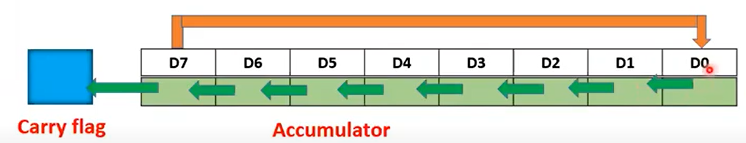 D7 D6 D5 D4 D3 D2 D1 D0
Carry flag
Accumulator